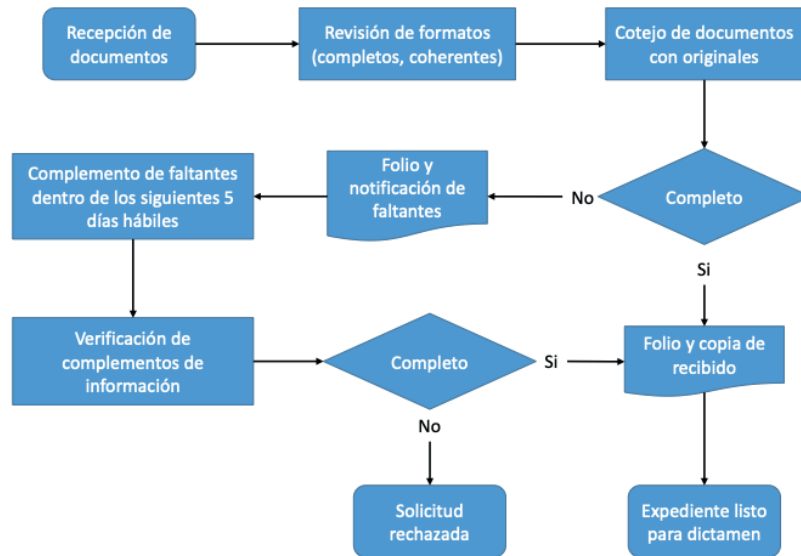 Recepción de
documentos
Revisión de formatos
(completos, coherentes)
Cotejo de documentos
con originales
Complemento de faltantes
dentro de los siguientes 5
días hábiles
Folio y
notificación de
faltantes
No
Completo
Si
Verificación de
complementos de
información
Completo
Si
Folio y copia de
recibido
No
Solicitud
rechazada
Expediente listo
para dictamen